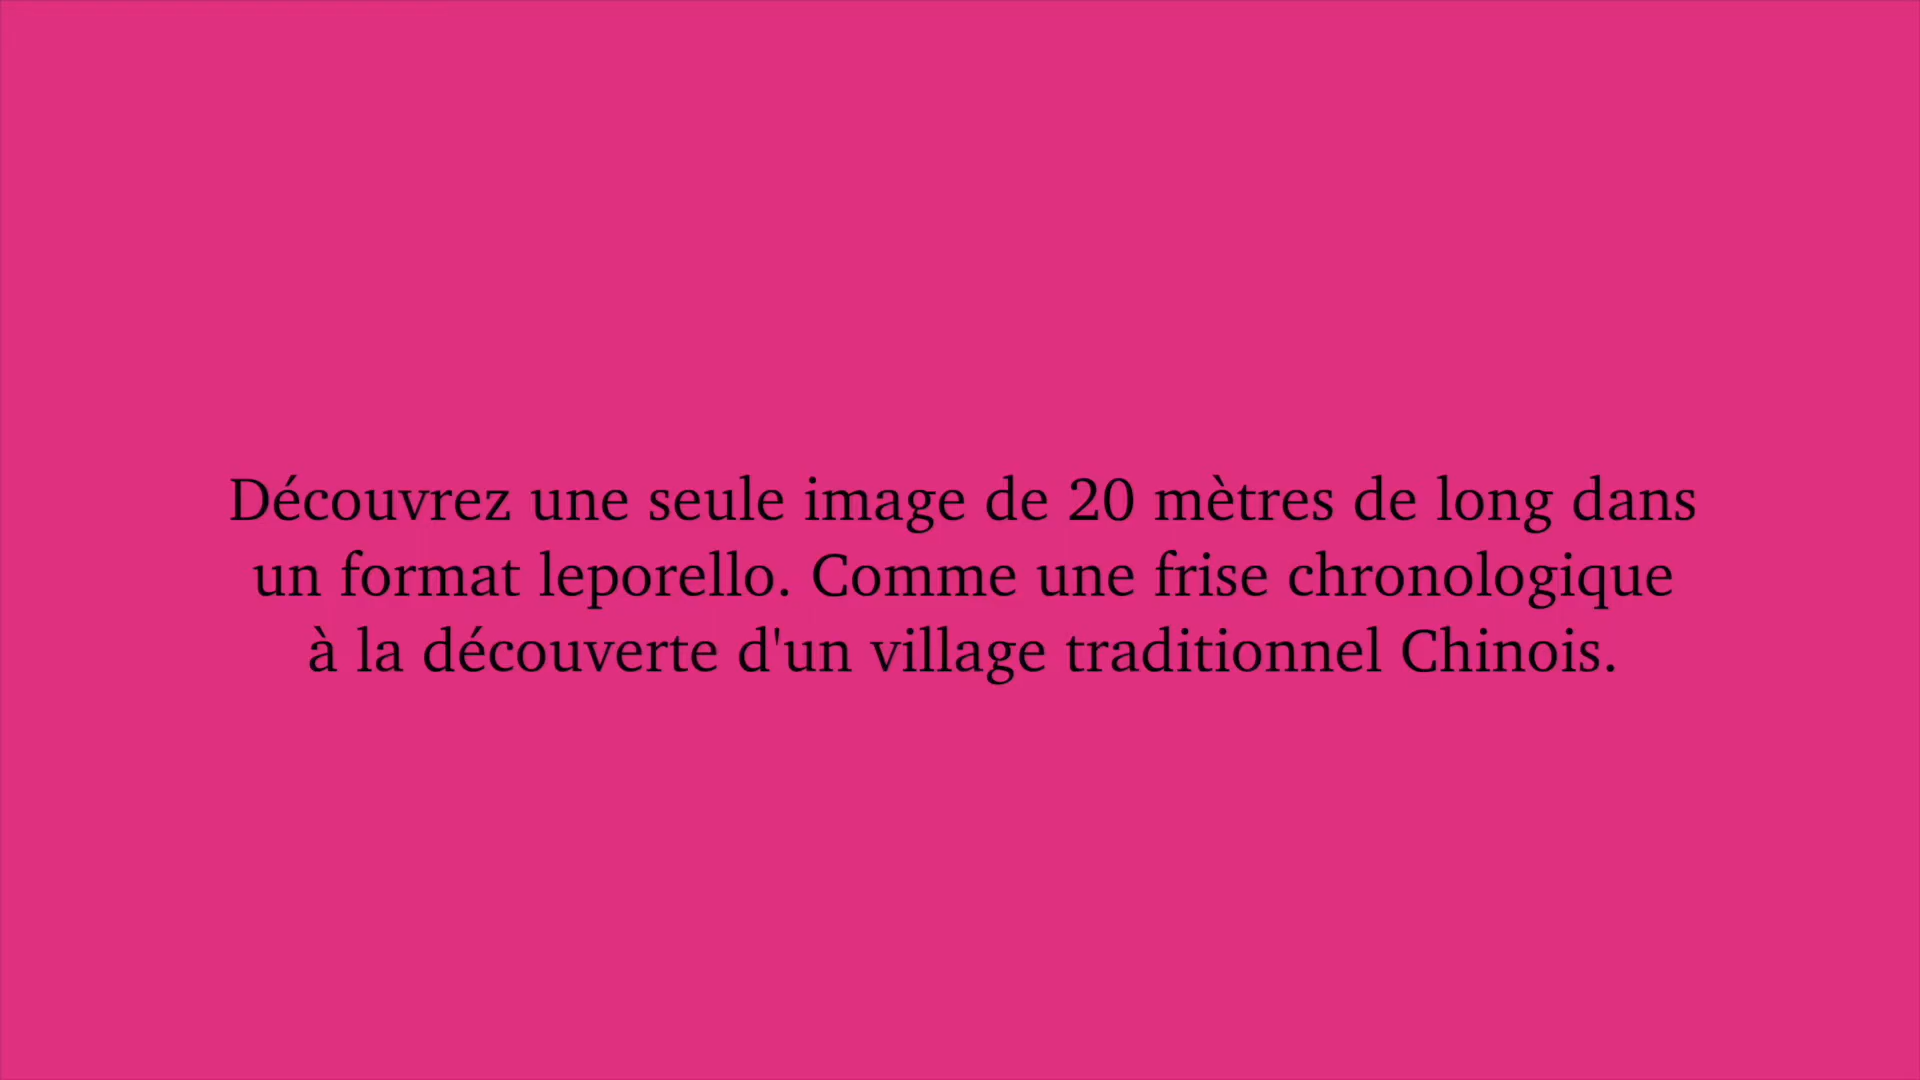 Découvrez une seule image de 20 mètres de long dans
un format leporello. Comme une frise chronologique
à la découverte d'un village traditionnel Chinois.